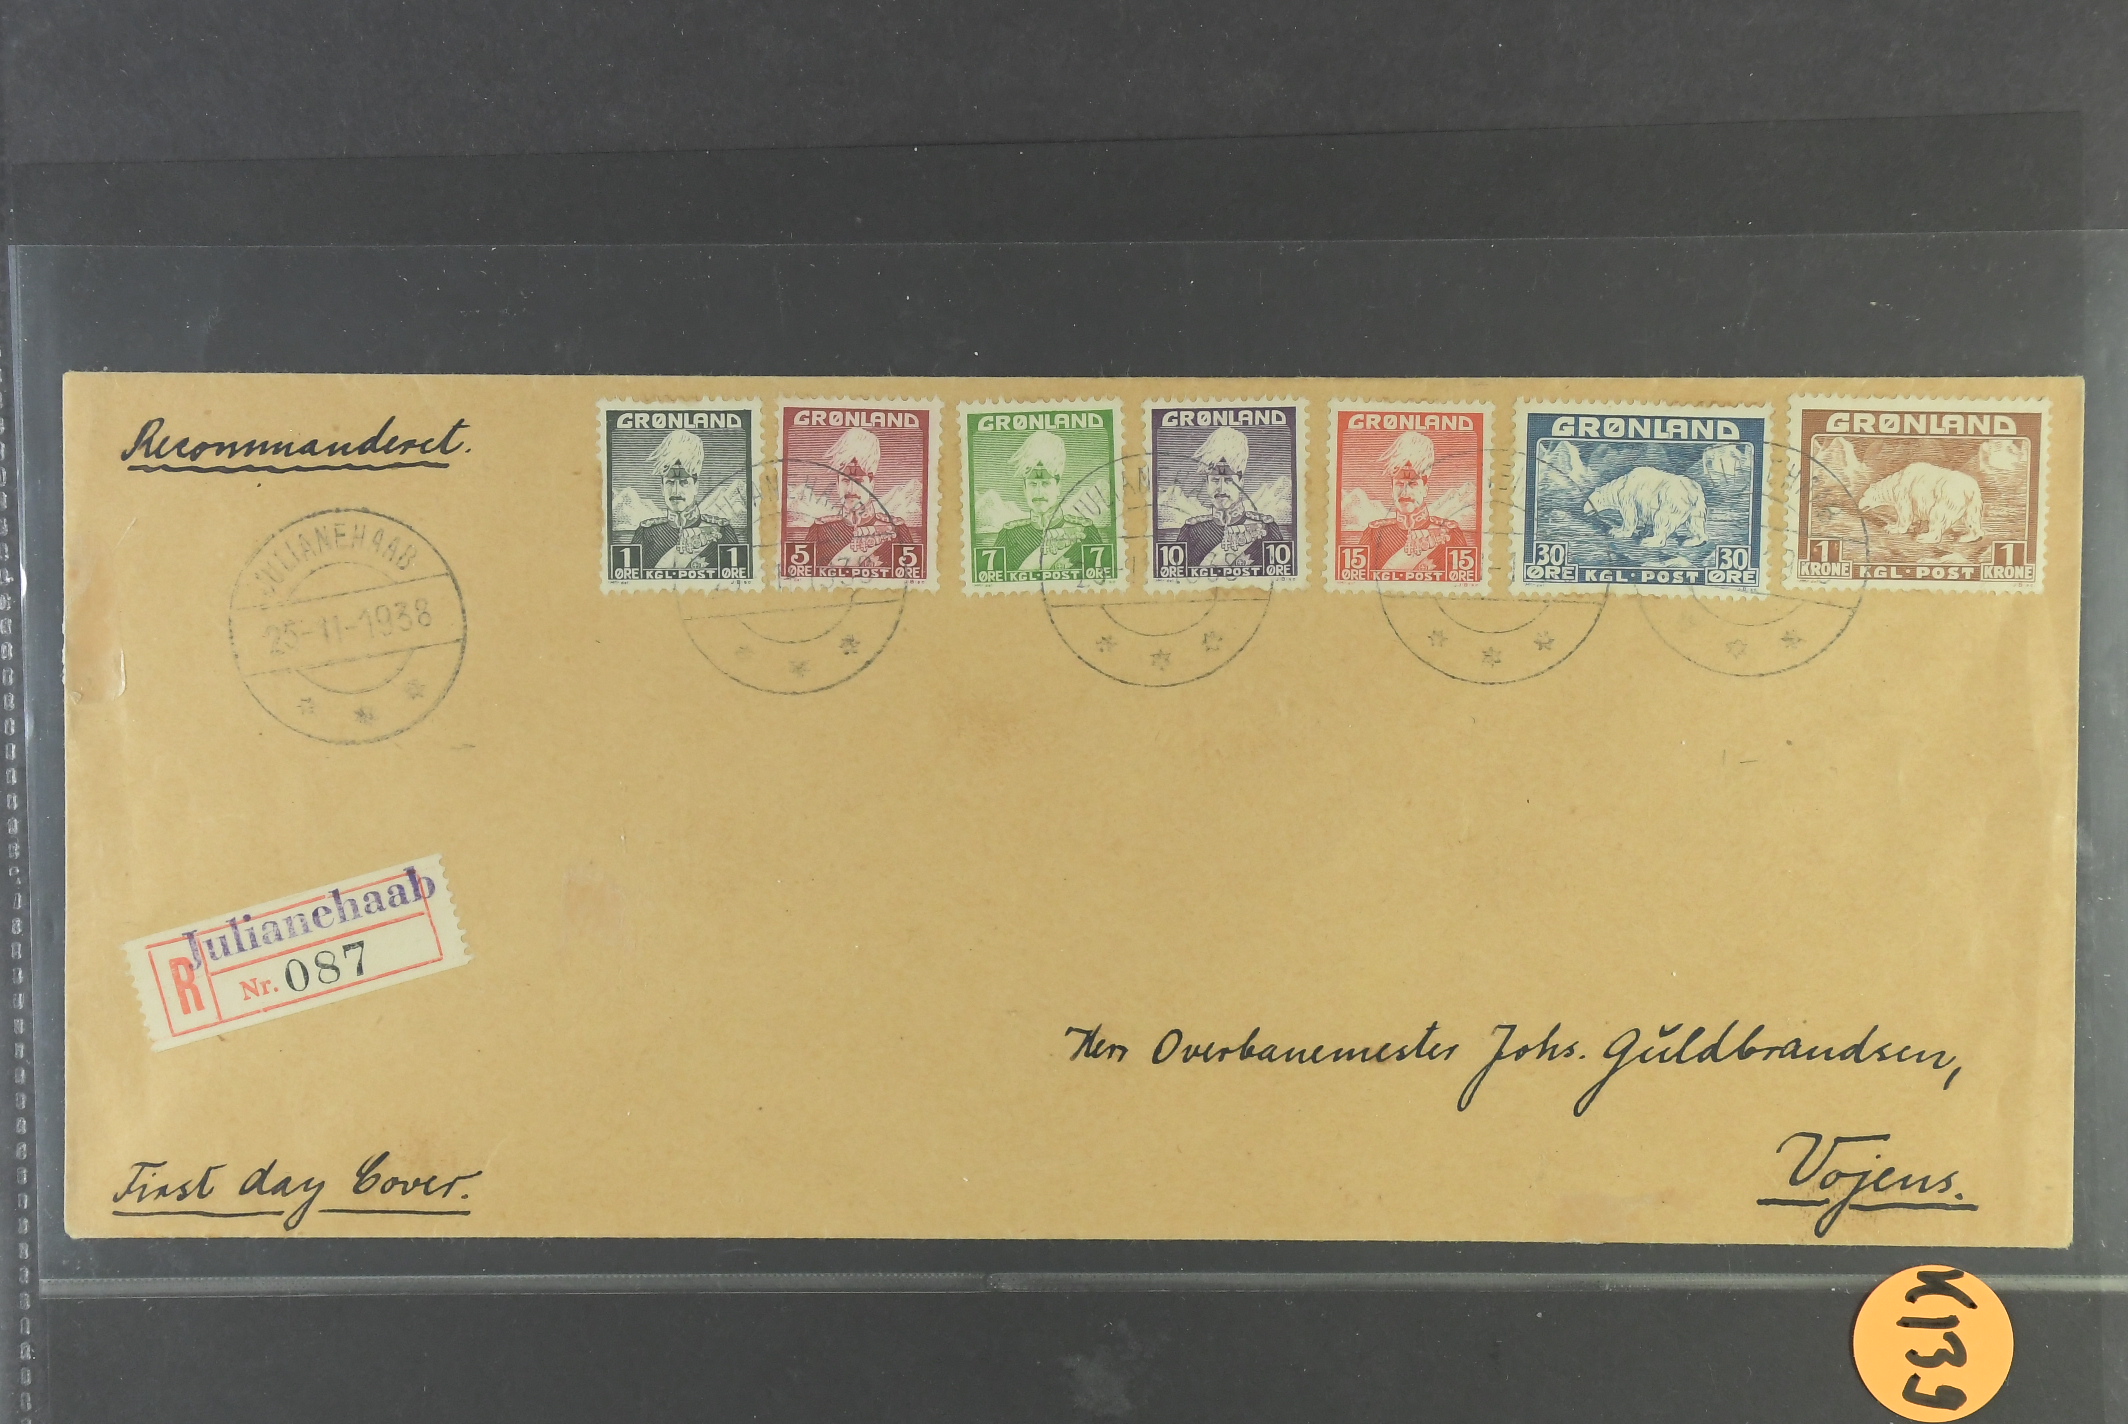 Recommanderet.
GRØNLAND
1 1
ØRE KGL·POST ØRE
GRØNLAND
5 5
ØRE KGL·POST ØRE
GRØNLAND
7 7
ØRE KGL·POST ØRE
GRØNLAND
10 10
ØRE KGL·POST ØRE
GRØNLAND
15 15
ØRE KGL·POST ØRE
GRØNLAND
30 30
ØRE KGL·POST ØRE
GRØNLAND
1 1
KRONE KGL·POST KRONE
JULIANEHAAB
25-11-1938
Julianehaab
R Nr. 087
Herr Overbanemester Johs. Guldbrandsen,
Vojens.
First day Cover.
K139